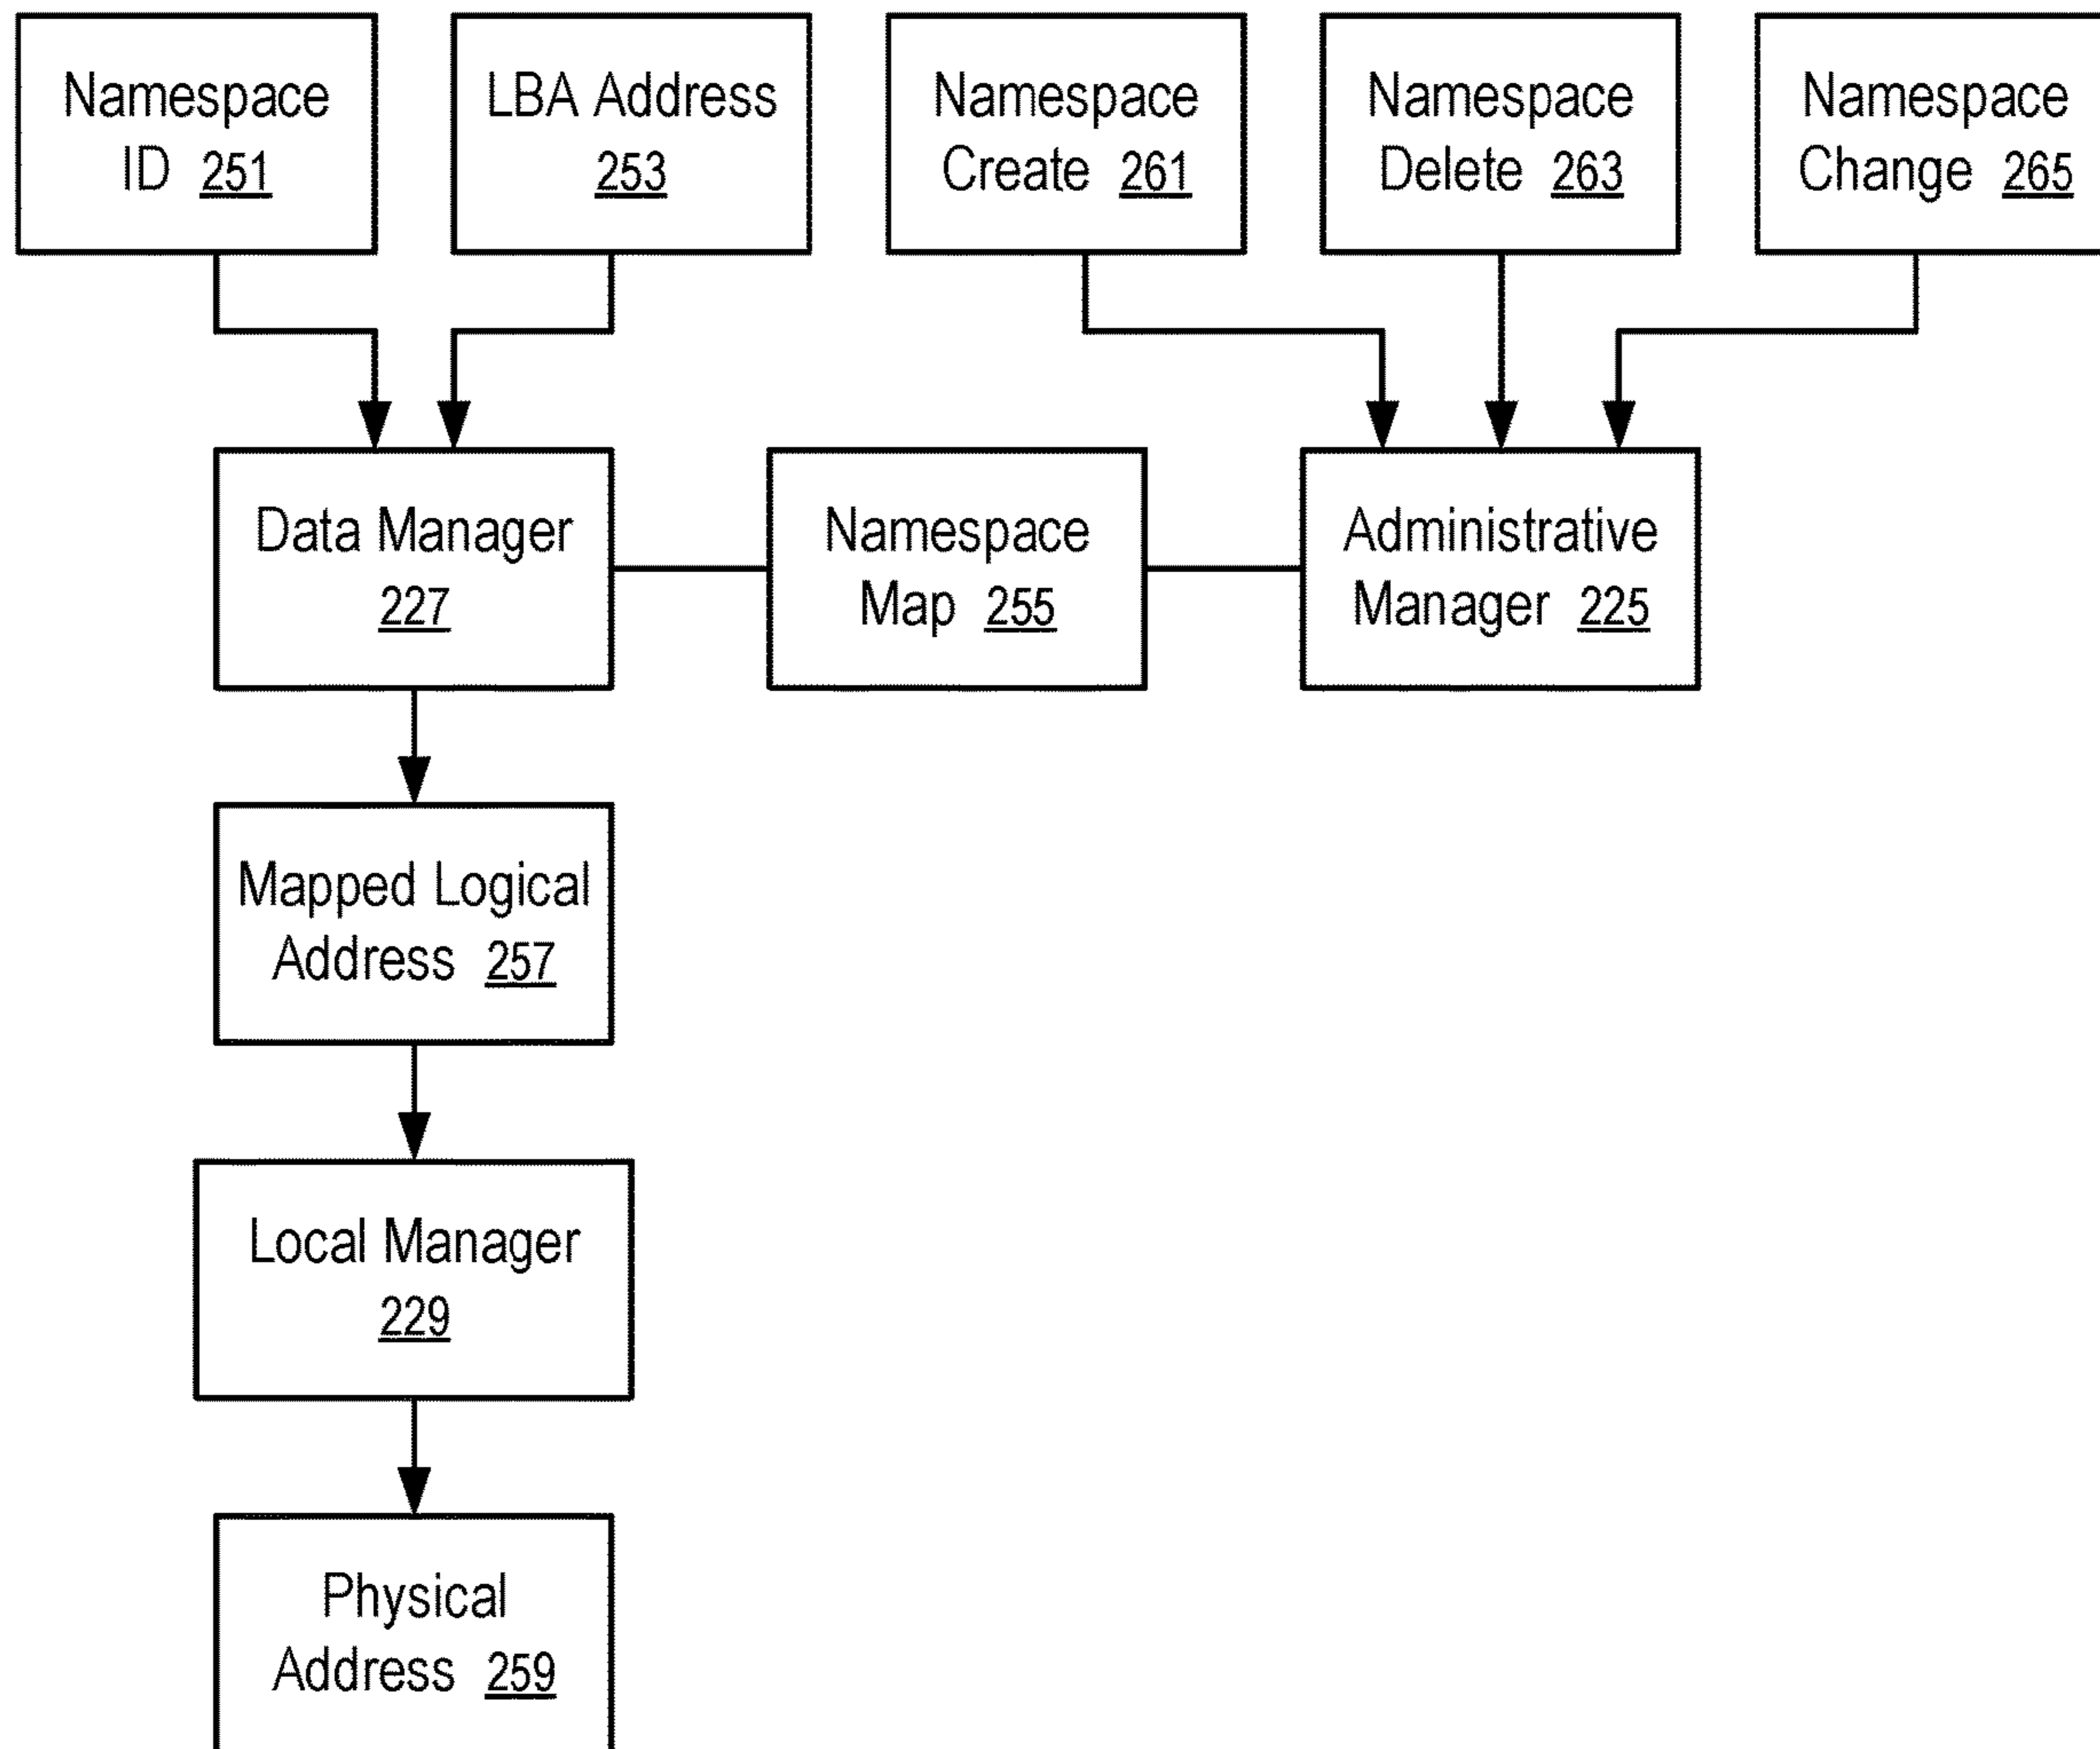 Namespace
ID 251
LBA Address
253
Namespace
Create 261
Namespace
Delete 263
Namespace
Change 265
Data Manager
227
Namespace
Map 255
Administrative
Manager 225
Mapped Logical
Address 257
Local Manager
229
Physical
Address 259